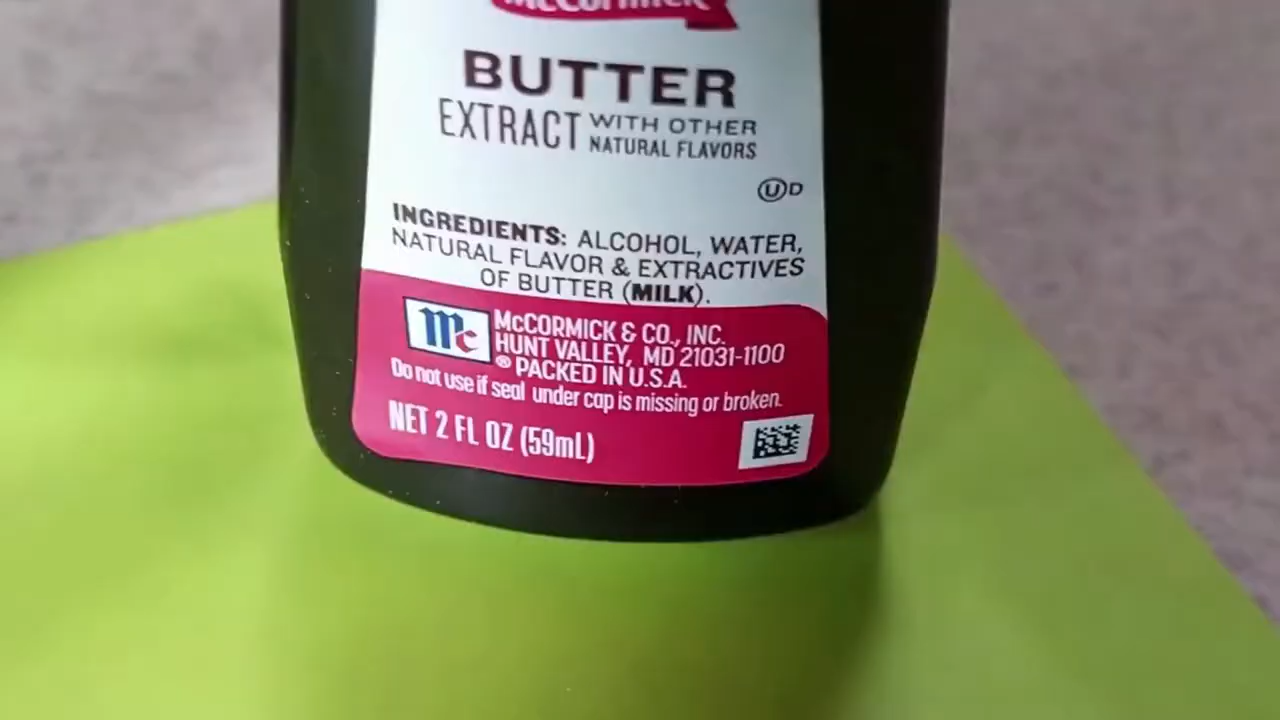 McCormick
BUTTER
EXTRACT WITH OTHER
NATURAL FLAVORS
UD
INGREDIENTS: ALCOHOL, WATER,
NATURAL FLAVOR & EXTRACTIVES
OF BUTTER (MILK).
Mc McCORMICK & CO., INC.
HUNT VALLEY, MD 21031-1100
® PACKED IN U.S.A.
Do not use if seal under cap is missing or broken.
NET 2 FL OZ (59mL)